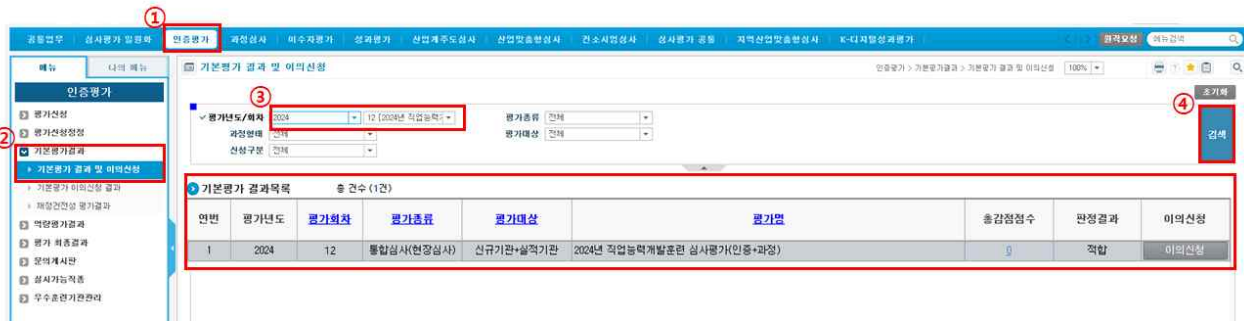 ①
공통업무 심사평가 일원화 인증평가 과정심사 이수자평가 성과평가 산업계주도심사 산업맞춤형심사 컨소시엄심사 심사평가 공통 지역산업맞춤형심사 K-디지털성과평가 원격요청 메뉴검색
메뉴 나의 메뉴
인증평가
평가신청
평가신청정정
②
기본평가결과
기본평가 결과 및 이의신청
기본평가 이의신청 결과
재정건전성 평가결과
역량평가결과
평가 최종결과
문의게시판
심사가능직종
우수훈련기관관리
기본평가 결과 및 이의신청 인증평가 > 기본평가결과 > 기본평가 결과 및 이의신청 100%
초기화
③ ④
평가년도/회차 2024 12 [2024년 직업능력 평가종류 전체
과정형태 전체 평가대상 전체
신청구분 전체
검색
기본평가 결과목록 총 건수 (1건)
연번 평가년도 평가회차 평가종류 평가대상 평가명 총감점점수 판정결과 이의신청
1 2024 12 통합심사(현장심사) 신규기관+실적기관 2024년 직업능력개발훈련 심사평가(인증+과정) 0 적합 이의신청